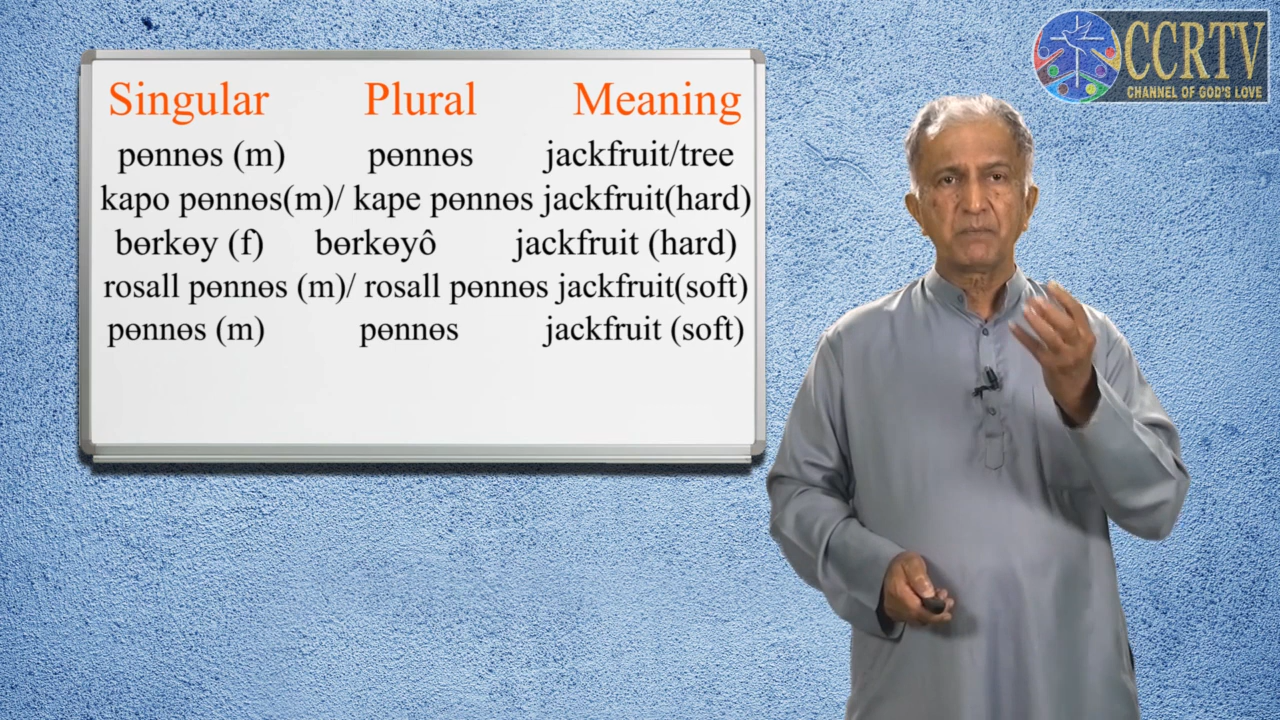 Singular Plural Meaning
pɵnnɵs (m) pɵnnɵs jackfruit/tree
kapo pɵnnɵs(m)/ kape pɵnnɵs jackfruit(hard)
bɵrkɵy (f) bɵrkɵyô jackfruit (hard)
rosall pɵnnɵs (m)/ rosall pɵnnɵs jackfruit(soft)
pɵnnɵs (m) pɵnnɵs jackfruit (soft)
CCRTV
CHANNEL OF GOD'S LOVE